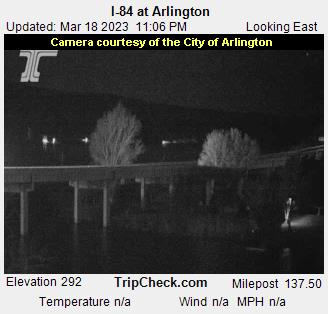 I-84 at Arlington
Updated: Mar 18 2023 11:06 PM Looking East
Camera courtesy of the City of Arlington
Elevation 292 TripCheck.com Milepost 137.50
Temperature n/a Wind n/a MPH n/a